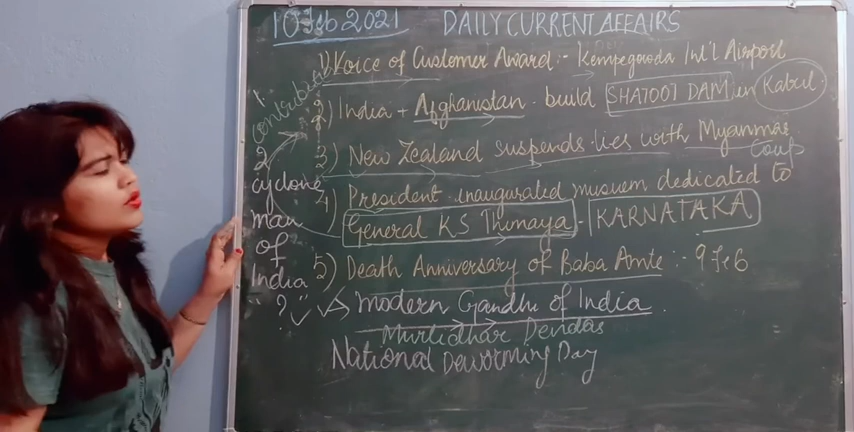 10 Feb 2021 DAILY CURRENT AFFAIRS
1) Voice of Customer Award :- Kempegowda Int'l Airport
2) India + Afghanistan build SHATOOT DAM in Kabul
3) New Zealand suspends ties with Myanmar
Coup
4) President inaugurated museum dedicated to
General KS Thimaya - KARNATAKA
5) Death Anniversary of Baba Amte :- 9 Feb
→ Modern Gandhi of India
Murlidhar Devdas
National Deworming Day
1.
contribution
2
cyclone
man
of
India
?